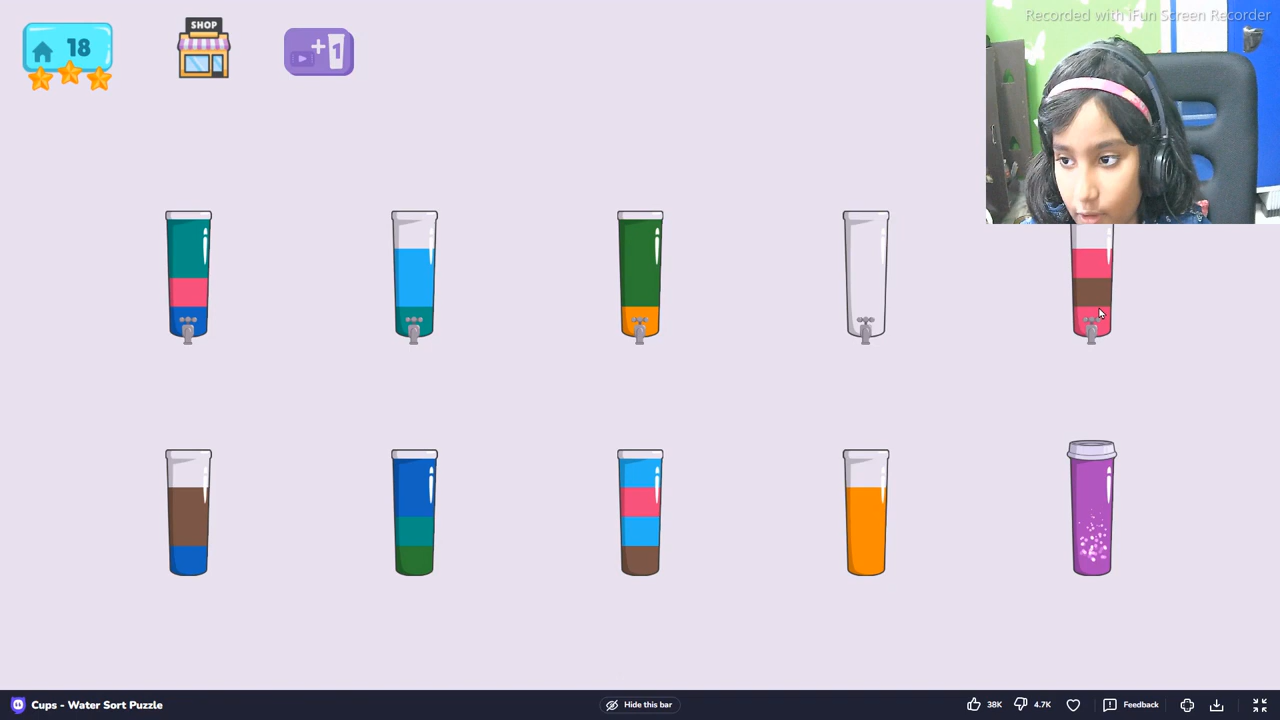 Recorded with iFun Screen Recorder
SHOP
18
+1
Cups - Water Sort Puzzle
Hide this bar
38K
4.7K
Feedback